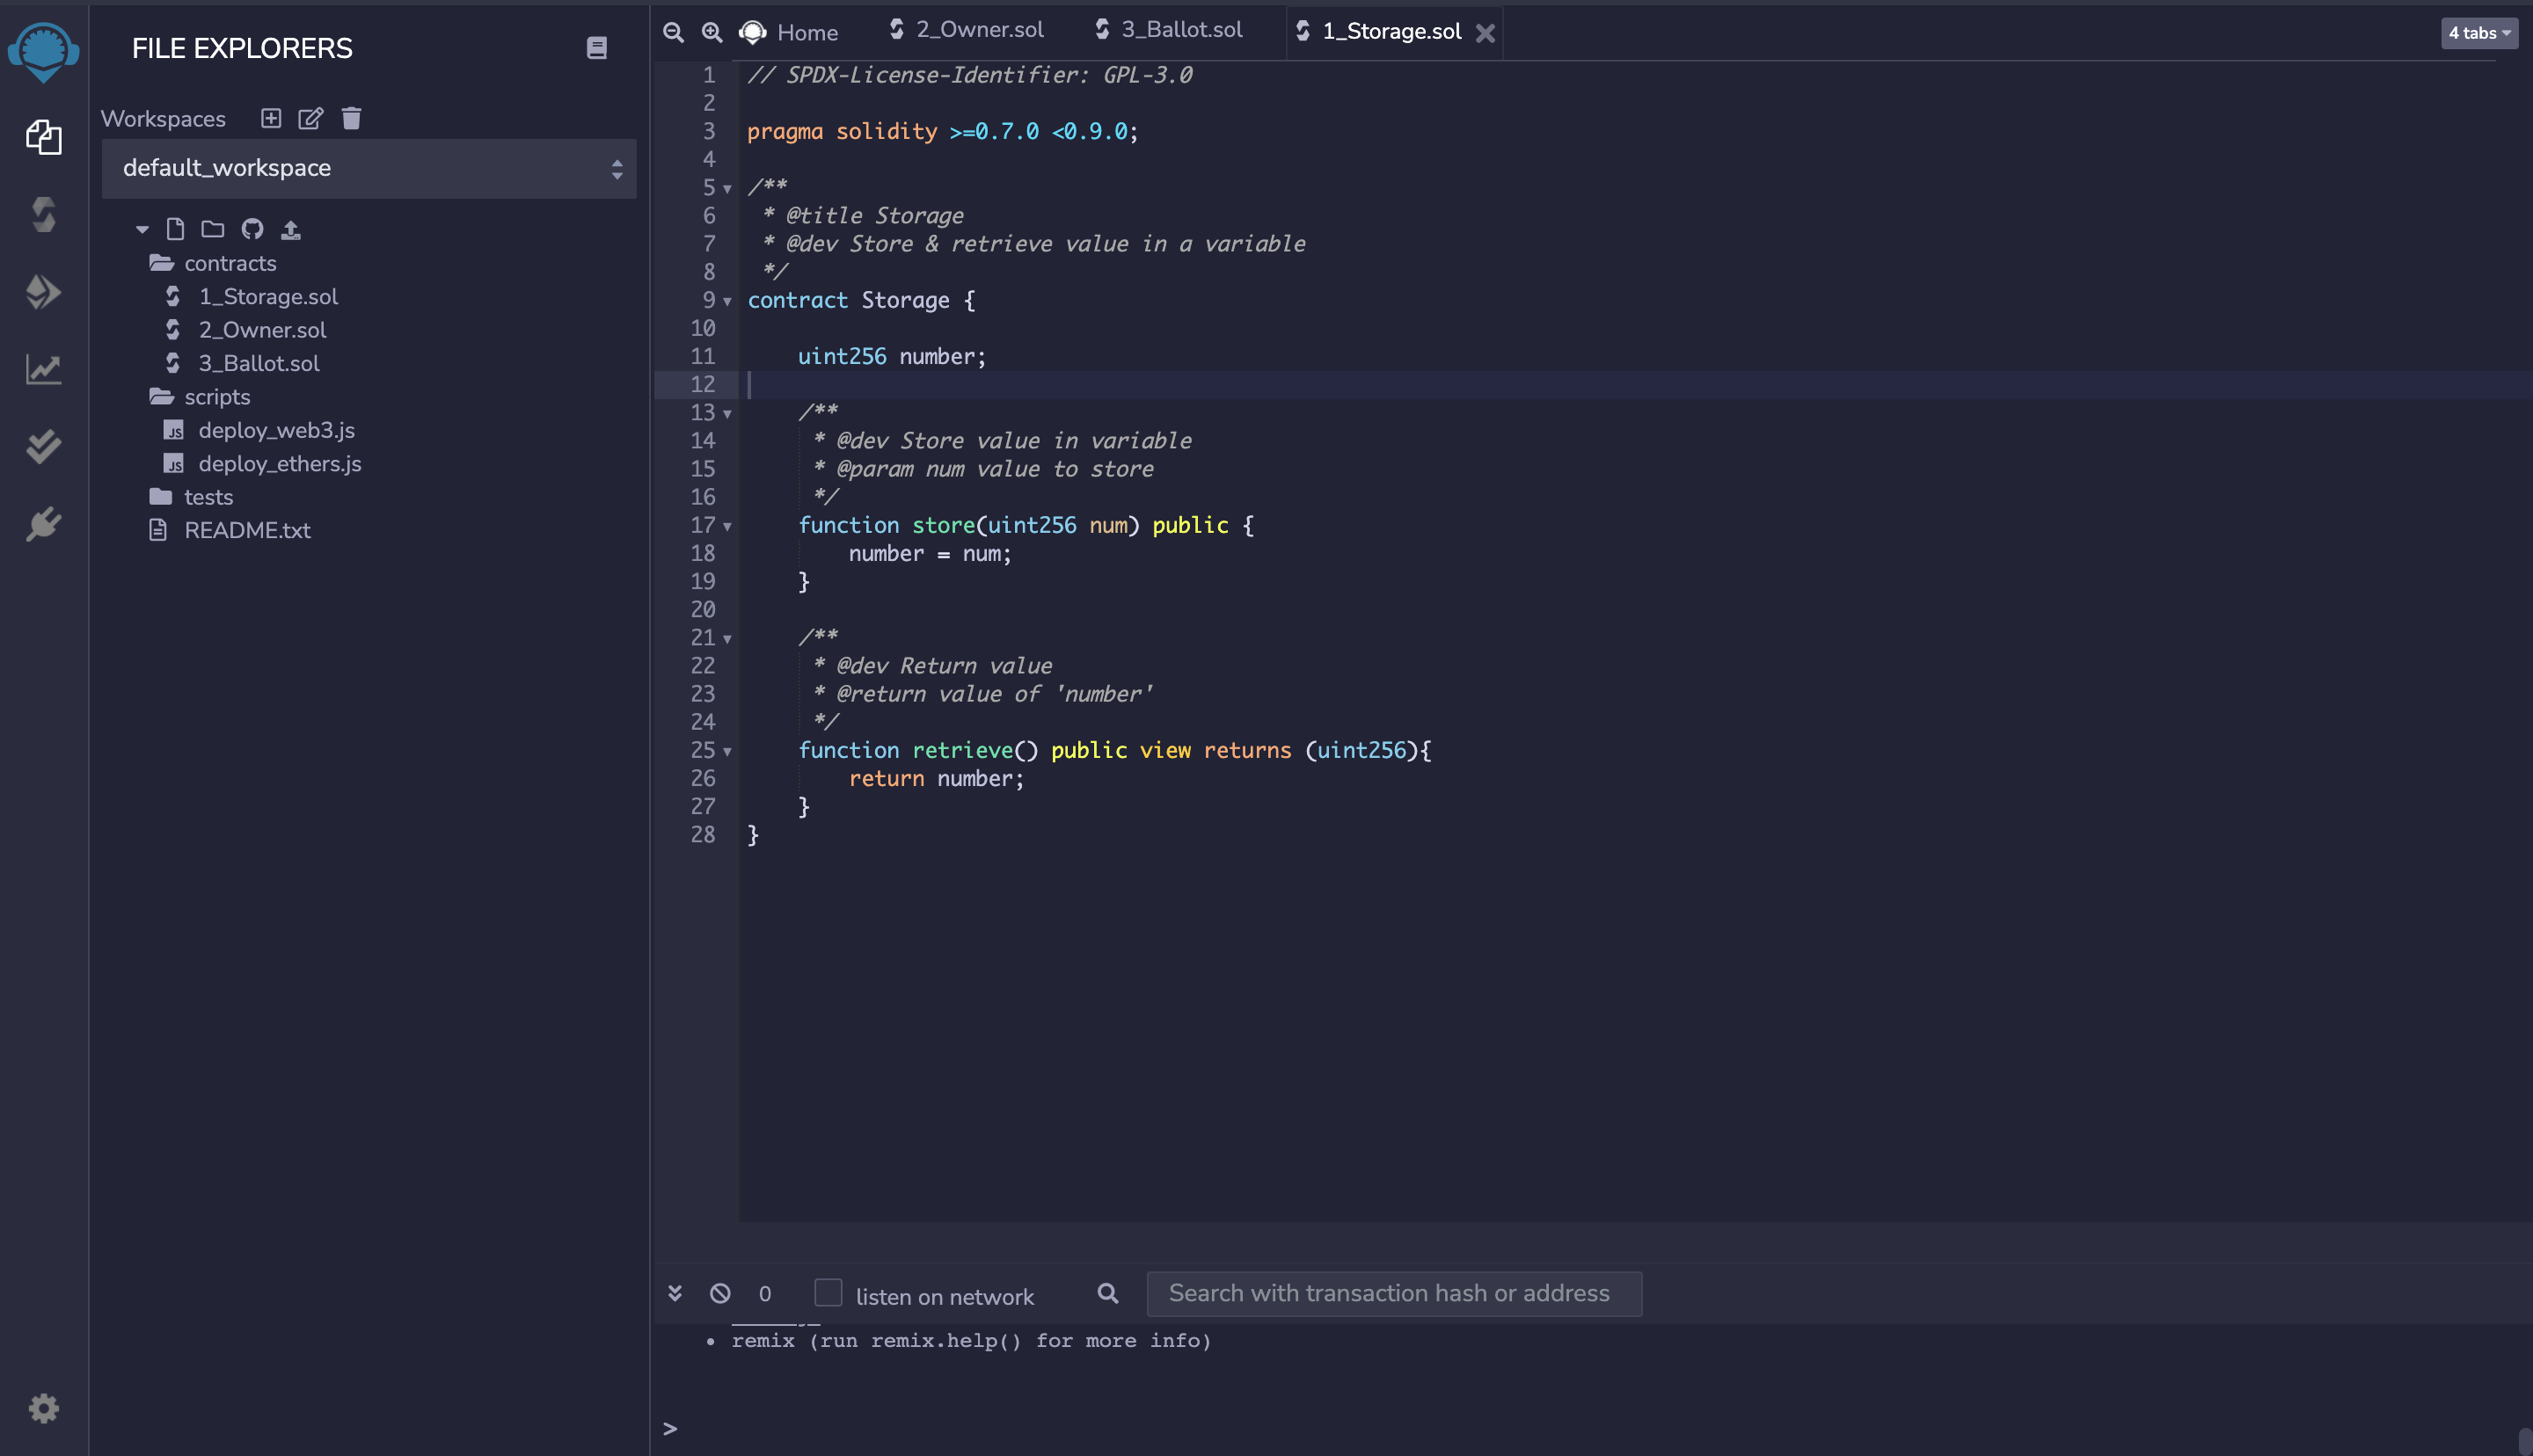 FILE EXPLORERS
Workspaces
default_workspace
contracts
1_Storage.sol
2_Owner.sol
3_Ballot.sol
scripts
JS deploy_web3.js
JS deploy_ethers.js
tests
README.txt
Home 2_Owner.sol 3_Ballot.sol 1_Storage.sol 4 tabs
1 // SPDX-License-Identifier: GPL-3.0
2
3 pragma solidity >=0.7.0 <0.9.0;
4
5 /**
6 * @title Storage
7 * @dev Store & retrieve value in a variable
8 */
9 contract Storage {
10
11 uint256 number;
12
13 /**
14 * @dev Store value in variable
15 * @param num value to store
16 */
17 function store(uint256 num) public {
18 number = num;
19 }
20
21 /**
22 * @dev Return value
23 * @return value of 'number'
24 */
25 function retrieve() public view returns (uint256){
26 return number;
27 }
28 }
0 listen on network Search with transaction hash or address
• remix (run remix.help() for more info)
>